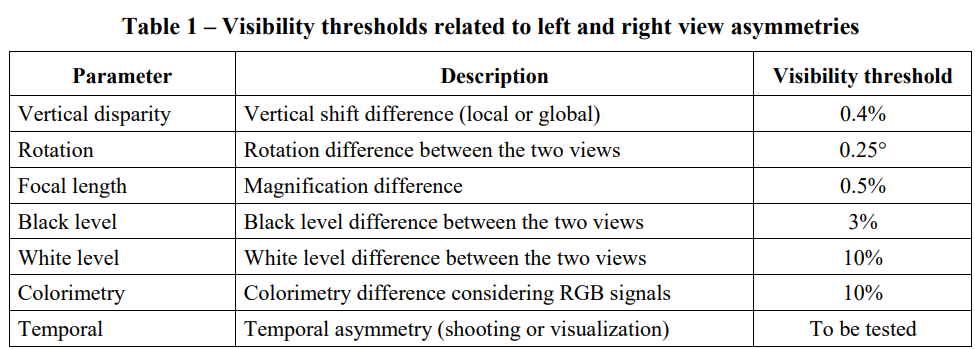 Table 1 – Visibility thresholds related to left and right view asymmetries
Parameter Description Visibility threshold
Vertical disparity Vertical shift difference (local or global) 0.4%
Rotation Rotation difference between the two views 0.25°
Focal length Magnification difference 0.5%
Black level Black level difference between the two views 3%
White level White level difference between the two views 10%
Colorimetry Colorimetry difference considering RGB signals 10%
Temporal Temporal asymmetry (shooting or visualization) To be tested